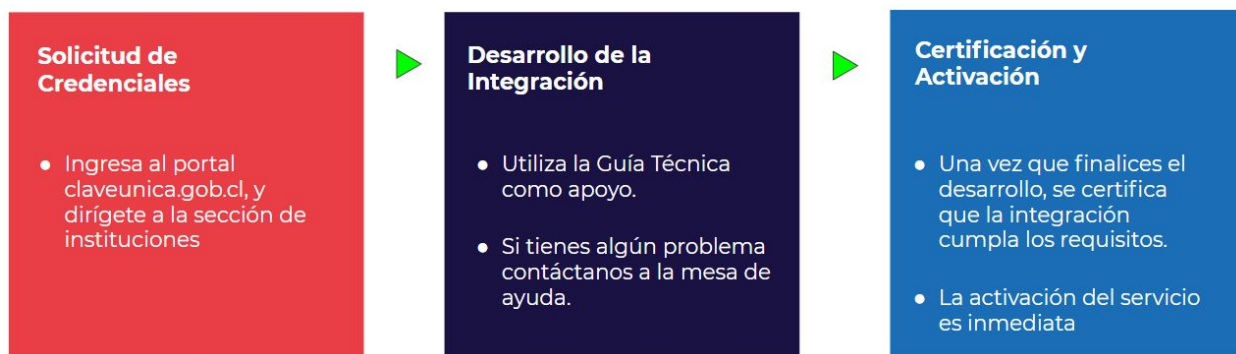 Solicitud de
Credenciales
● Ingresa al portal
claveunica.gob.cl, y
dirígete a la sección de
instituciones
Desarrollo de la
Integración
● Utiliza la Guía Técnica
como apoyo.
● Si tienes algún problema
contáctanos a la mesa de
ayuda.
Certificación y
Activación
● Una vez que finalices el
desarrollo, se certifica
que la integración
cumpla los requisitos.
● La activación del servicio
es inmediata